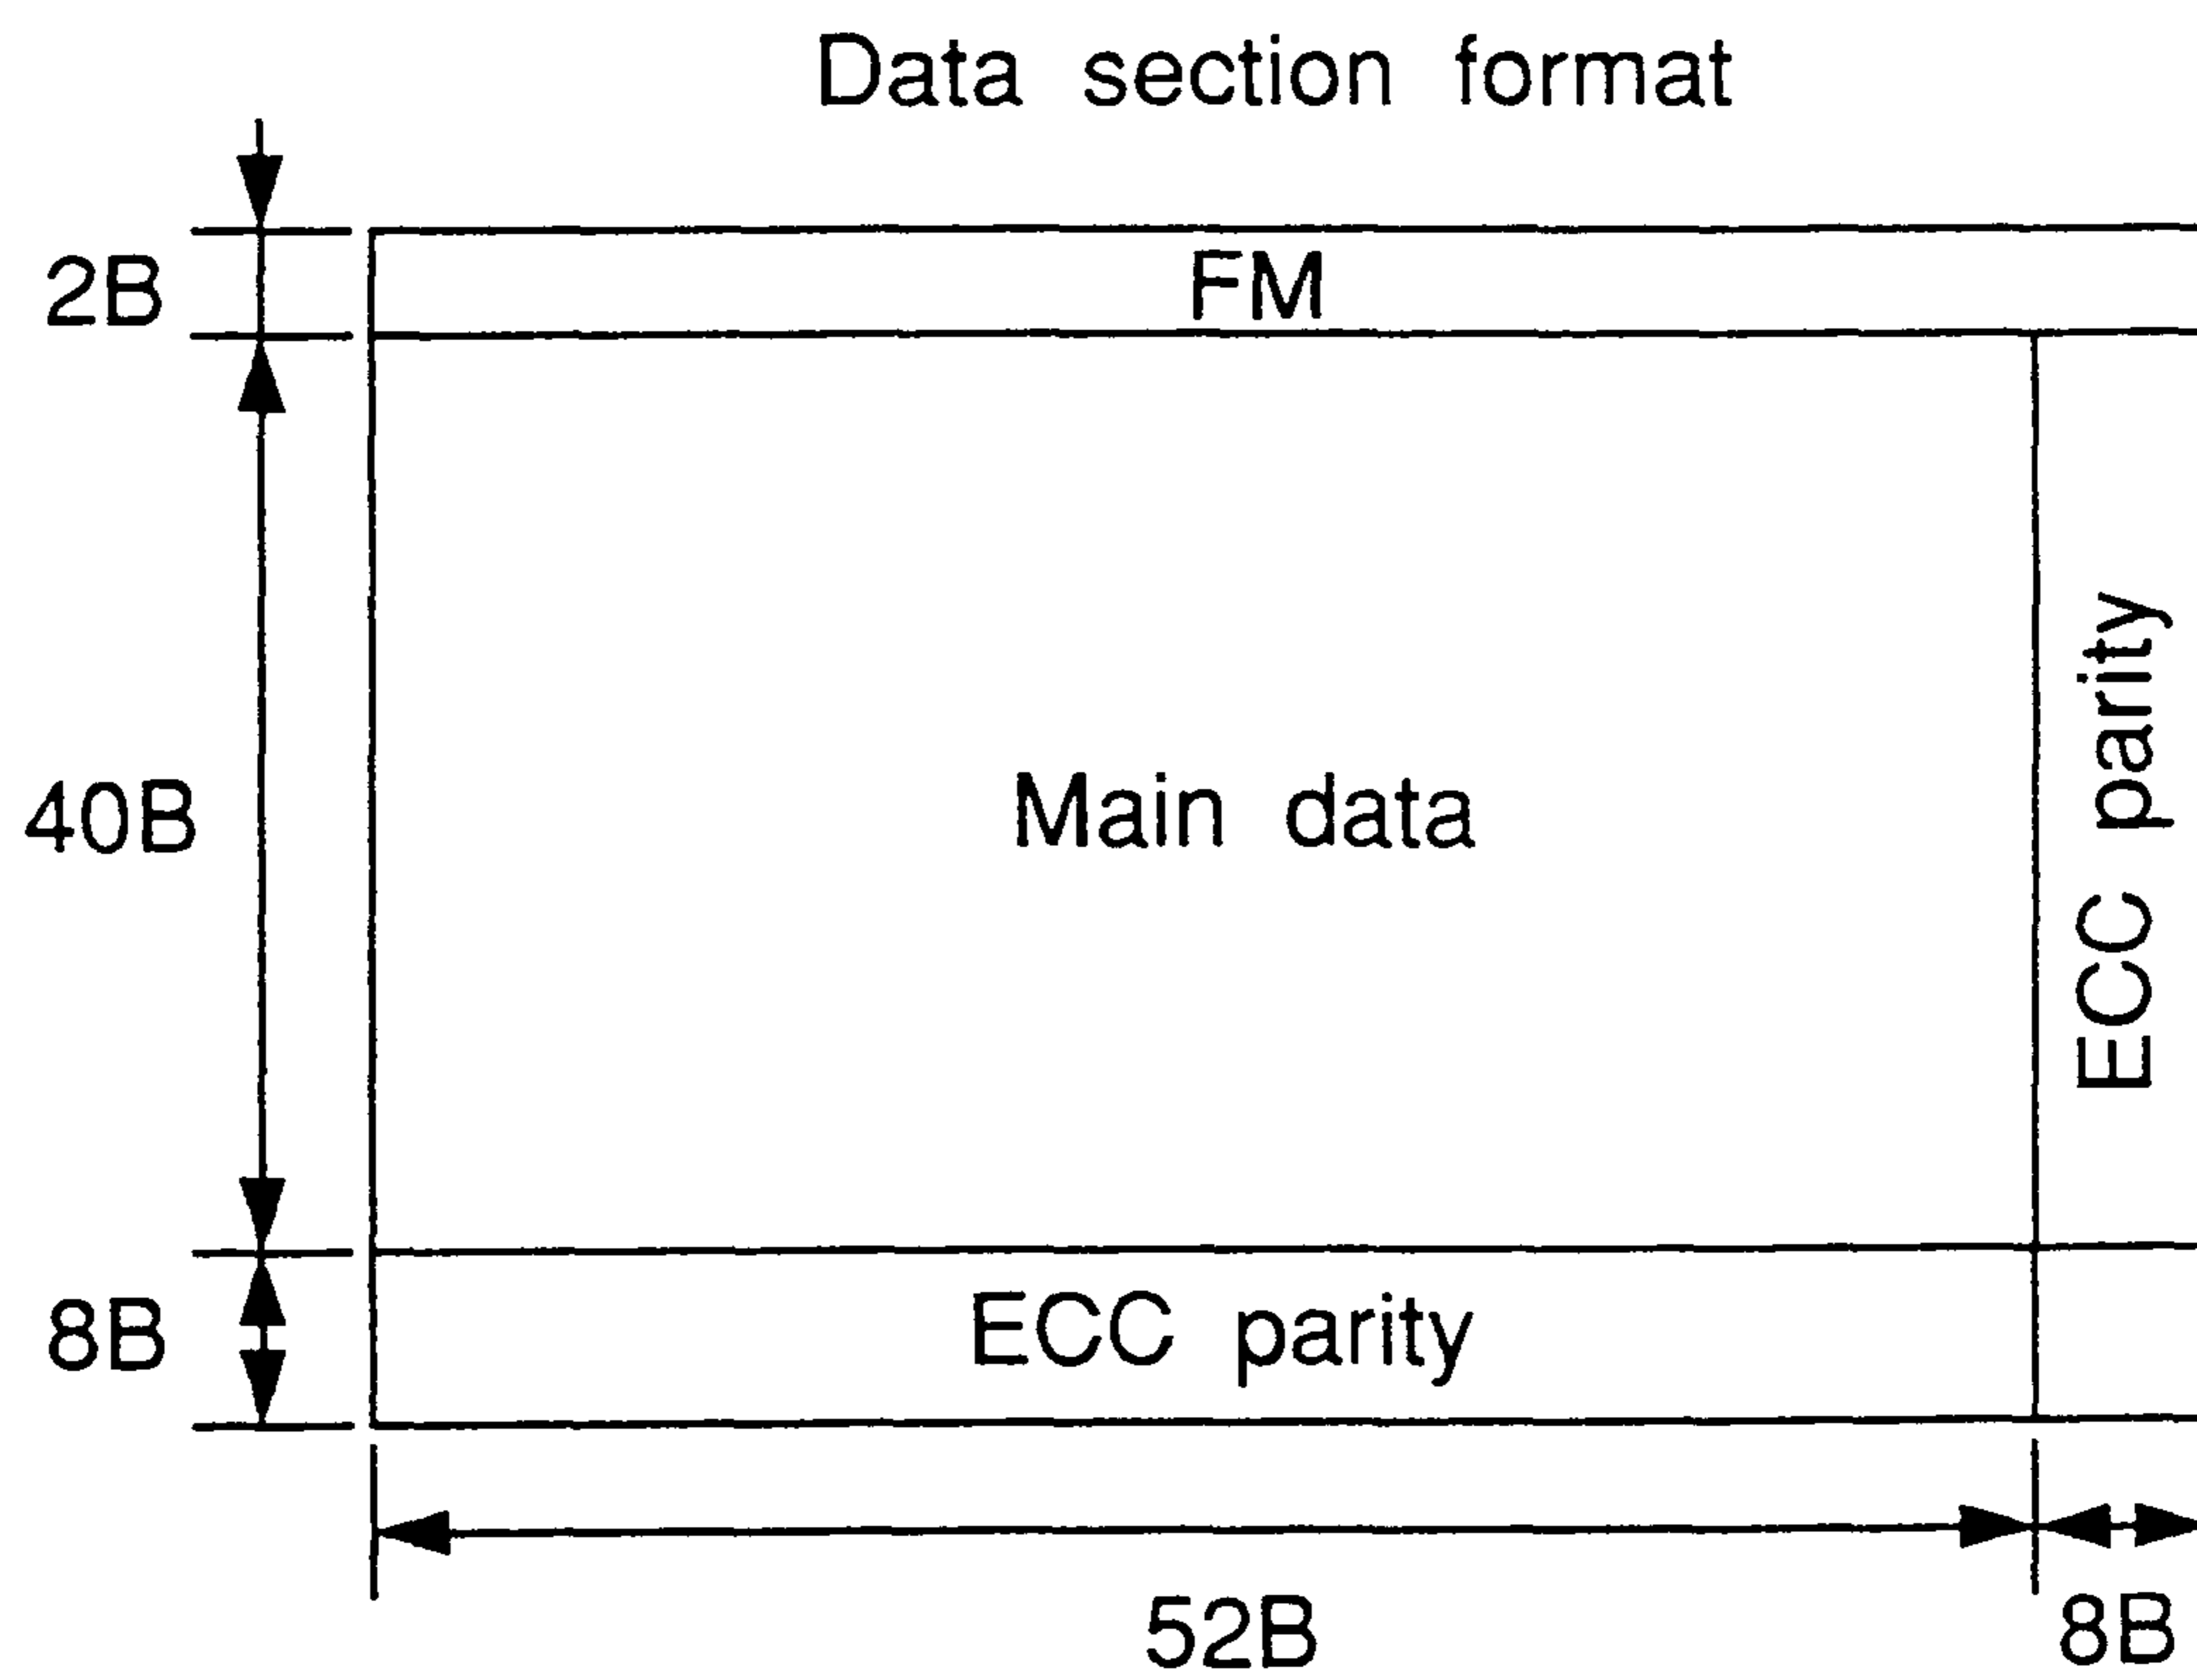 Data section format
2B
FM
40B
Main data
ECC parity
8B
ECC parity
52B
8B